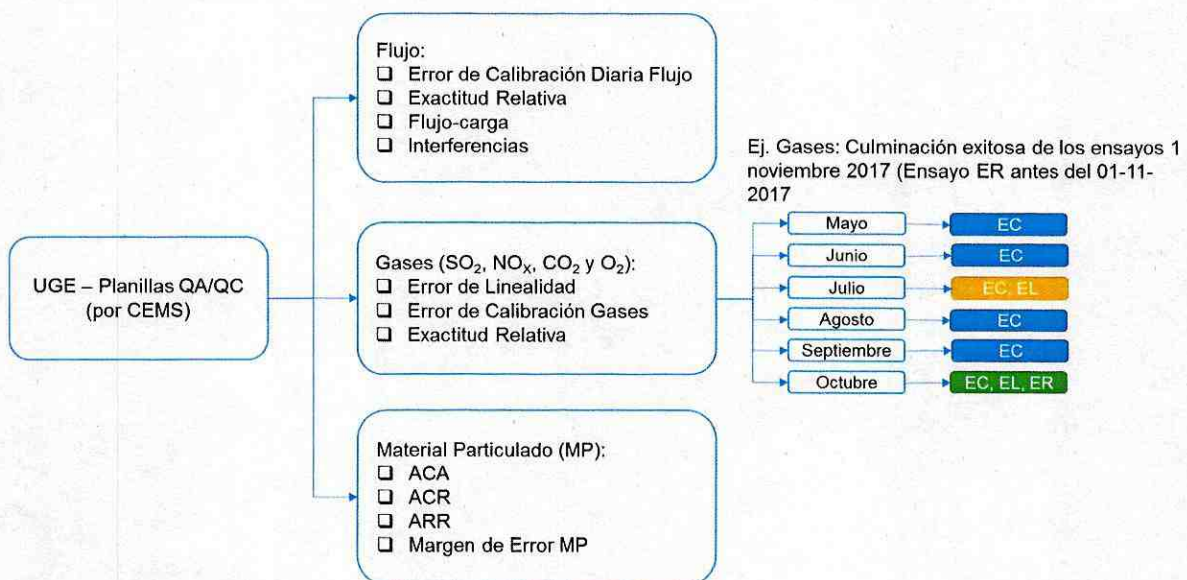 UGE – Planillas QA/QC
(por CEMS)
Flujo:
❑ Error de Calibración Diaria Flujo
❑ Exactitud Relativa
❑ Flujo-carga
❑ Interferencias
Gases (SO₂, NOₓ, CO₂ y O₂):
❑ Error de Linealidad
❑ Error de Calibración Gases
❑ Exactitud Relativa
Material Particulado (MP):
❑ ACA
❑ ACR
❑ ARR
❑ Margen de Error MP
Ej. Gases: Culminación exitosa de los ensayos 1
noviembre 2017 (Ensayo ER antes del 01-11-
2017
Mayo EC
Junio EC
Julio EC, EL
Agosto EC
Septiembre EC
Octubre EC, EL, ER